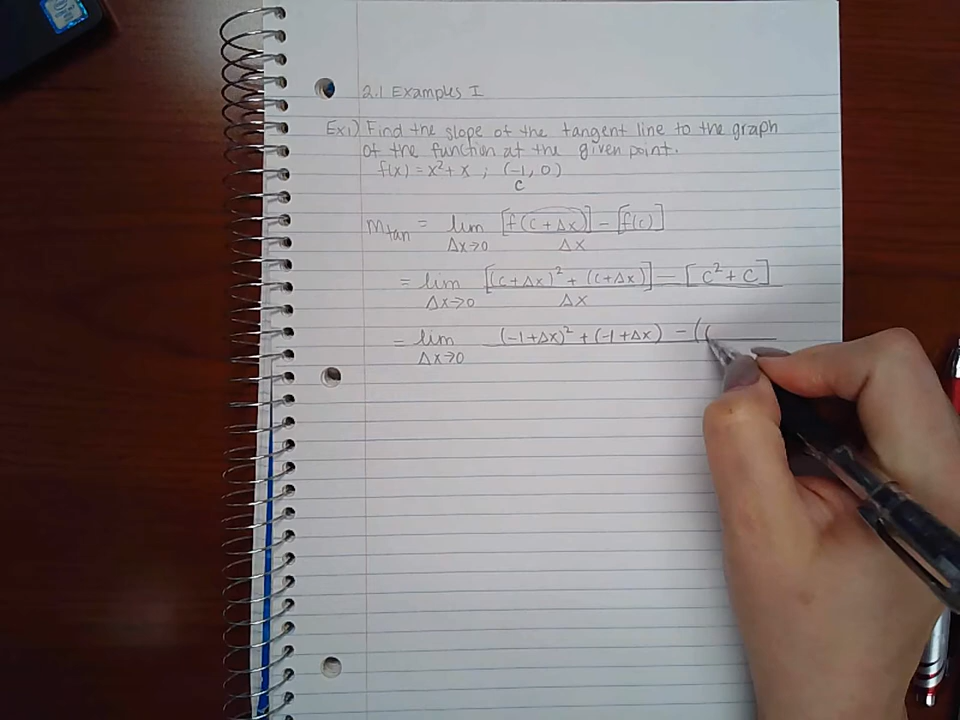 2.1 Examples I
Ex1) Find the slope of the tangent line to the graph
of the function at the given point.
f(x) = x² + x ; (-1, 0)
c
m_tan = lim [f(c + Δx)] - [f(c)]
Δx→0 Δx
= lim [(c+Δx)² + (c+Δx)] - [c² + c]
Δx→0 Δx
= lim (-1+Δx)² + (-1+Δx) - ((
Δx→0